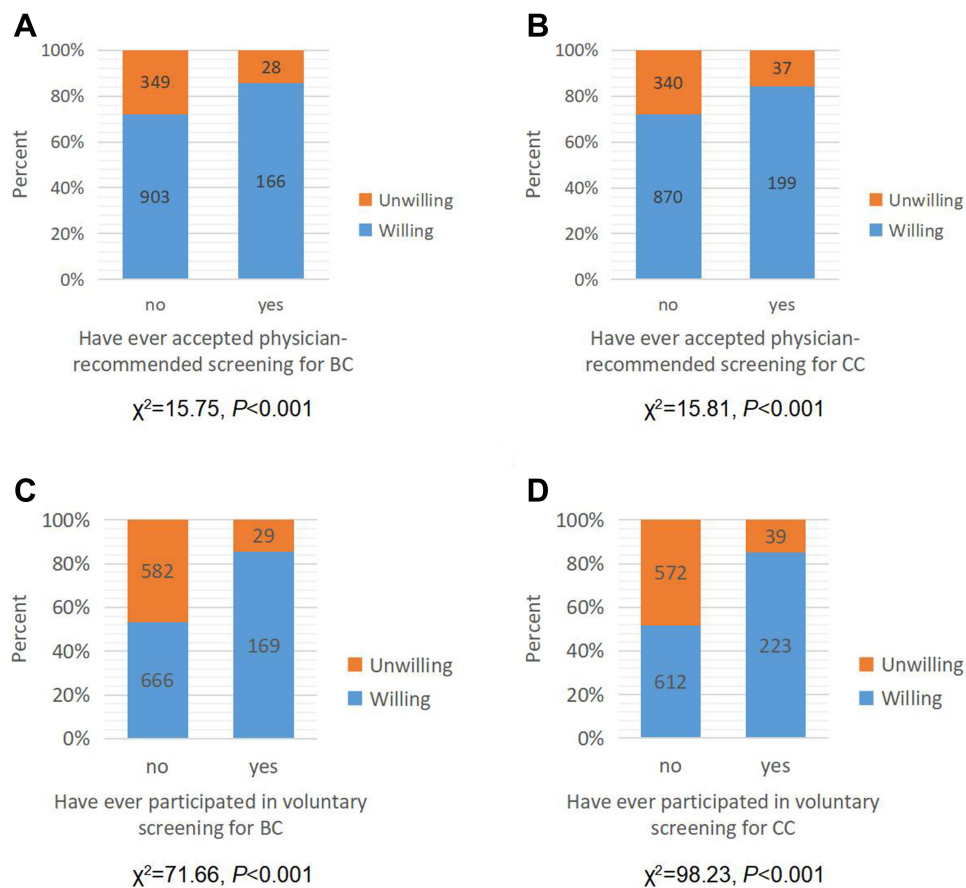 A
100%
80%
60%
40%
20%
0%
Percent
349
28
903
166
Unwilling
Willing
no
yes
Have ever accepted physician-
recommended screening for BC
χ²=15.75, P<0.001
B
100%
80%
60%
40%
20%
0%
Percent
340
37
870
199
Unwilling
Willing
no
yes
Have ever accepted physician-
recommended screening for CC
χ²=15.81, P<0.001
C
100%
80%
60%
40%
20%
0%
Percent
582
29
666
169
Unwilling
Willing
no
yes
Have ever participated in voluntary
screening for BC
χ²=71.66, P<0.001
D
100%
80%
60%
40%
20%
0%
Percent
572
39
612
223
Unwilling
Willing
no
yes
Have ever participated in voluntary
screening for CC
χ²=98.23, P<0.001